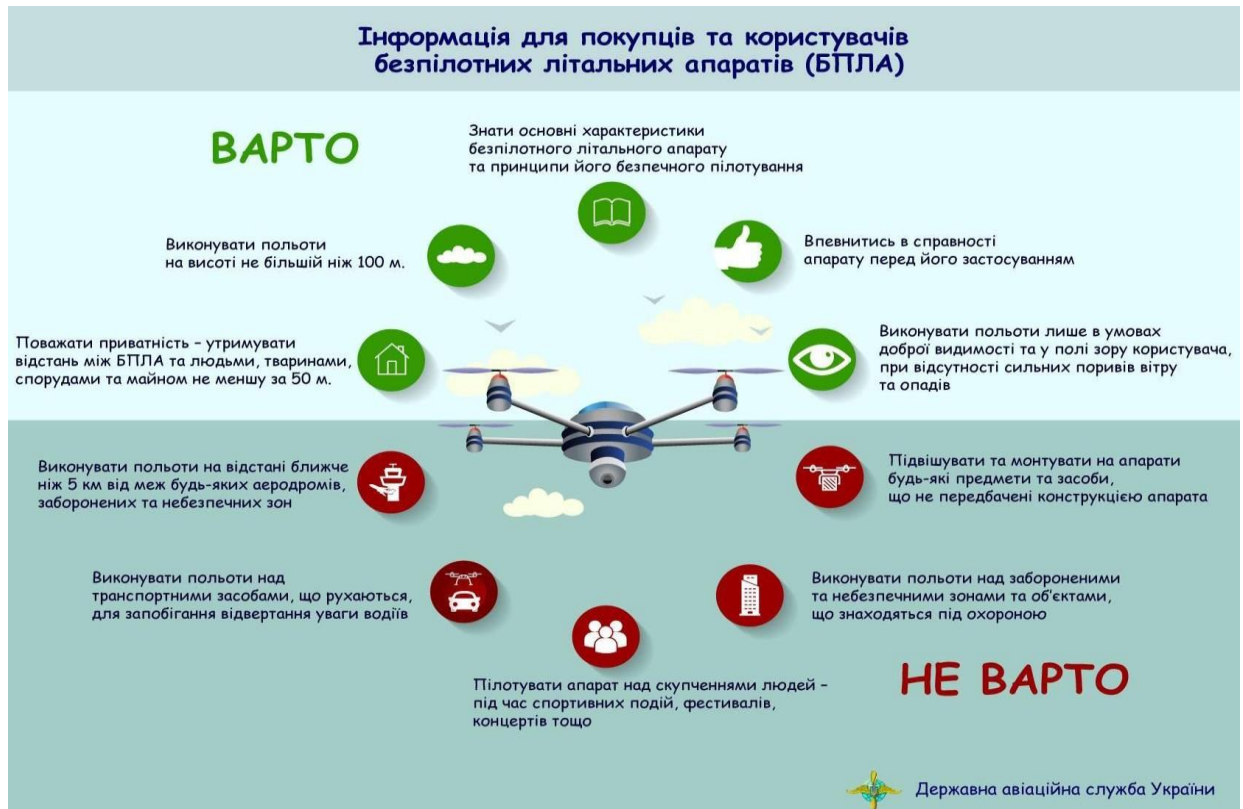 Інформація для покупців та користувачів
безпілотних літальних апаратів (БПЛА)
ВАРТО
Знати основні характеристики
безпілотного літального апарату
та принципи його безпечного пілотування
Виконувати польоти
на висоті не більшій ніж 100 м.
Впевнитись в справності
апарату перед його застосуванням
Поважати приватність – утримувати
відстань між БПЛА та людьми, тваринами,
спорудами та майном не меншу за 50 м.
Виконувати польоти лише в умовах
доброї видимості та у полі зору користувача,
при відсутності сильних поривів вітру
та опадів
Виконувати польоти на відстані ближче
ніж 5 км від меж будь-яких аеродромів,
заборонених та небезпечних зон
Підвішувати та монтувати на апарати
будь-які предмети та засоби,
що не передбачені конструкцією апарата
Виконувати польоти над
транспортними засобами, що рухаються,
для запобігання відвертання уваги водіїв
Виконувати польоти над забороненими
та небезпечними зонами та об'єктами,
що знаходяться під охороною
Пілотувати апарат над скупченнями людей –
під час спортивних подій, фестивалів,
концертів тощо
НЕ ВАРТО
Державна авіаційна служба України